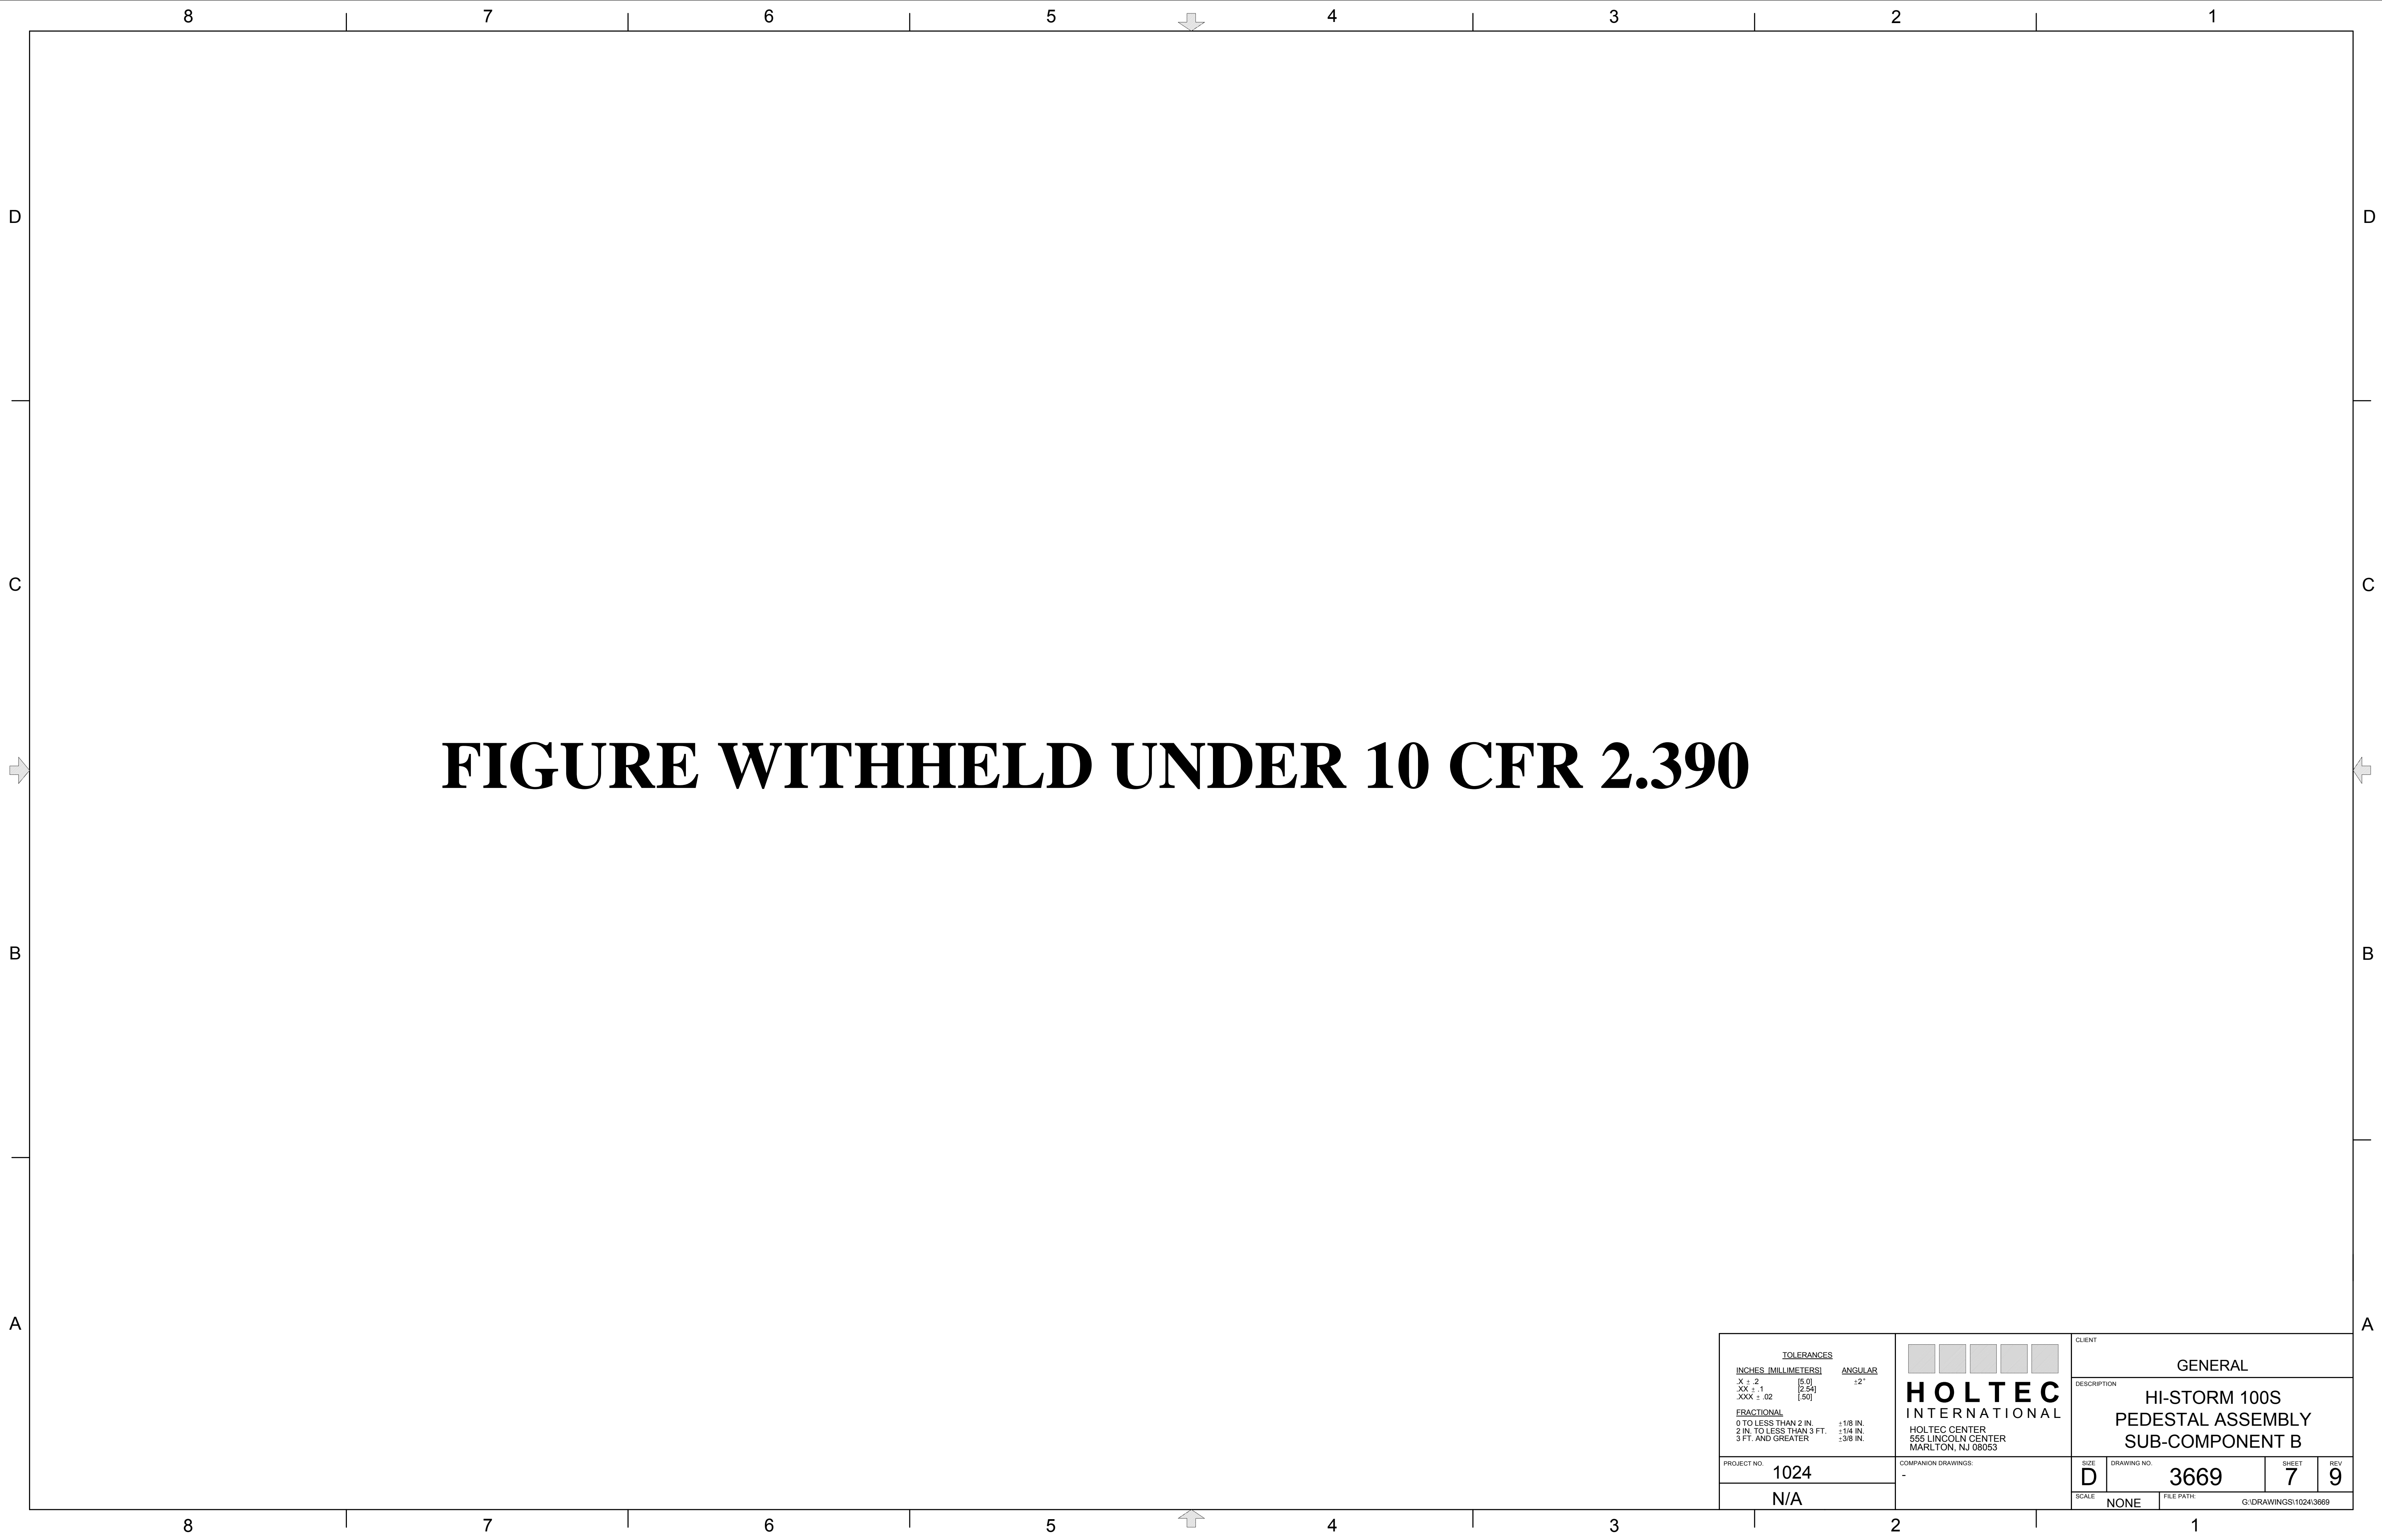 8 7 6 5 4 3 2 1
D D
C C
FIGURE WITHHELD UNDER 10 CFR 2.390
B B
A A
TOLERANCES
INCHES [MILLIMETERS] ANGULAR
.X ± .2 [5.0] ±2°
.XX ± .1 [2.54]
.XXX ± .02 [.50]
FRACTIONAL
0 TO LESS THAN 2 IN. ±1/8 IN.
2 IN. TO LESS THAN 3 FT. ±1/4 IN.
3 FT. AND GREATER ±3/8 IN.
PROJECT NO. 1024
N/A
HOLTEC
INTERNATIONAL
HOLTEC CENTER
555 LINCOLN CENTER
MARLTON, NJ 08053
COMPANION DRAWINGS:
-
CLIENT
GENERAL
DESCRIPTION
HI-STORM 100S
PEDESTAL ASSEMBLY
SUB-COMPONENT B
SIZE DRAWING NO. SHEET REV
D 3669 7 9
SCALE NONE FILE PATH: G:\DRAWINGS\1024\3669
8 7 6 5 4 3 2 1